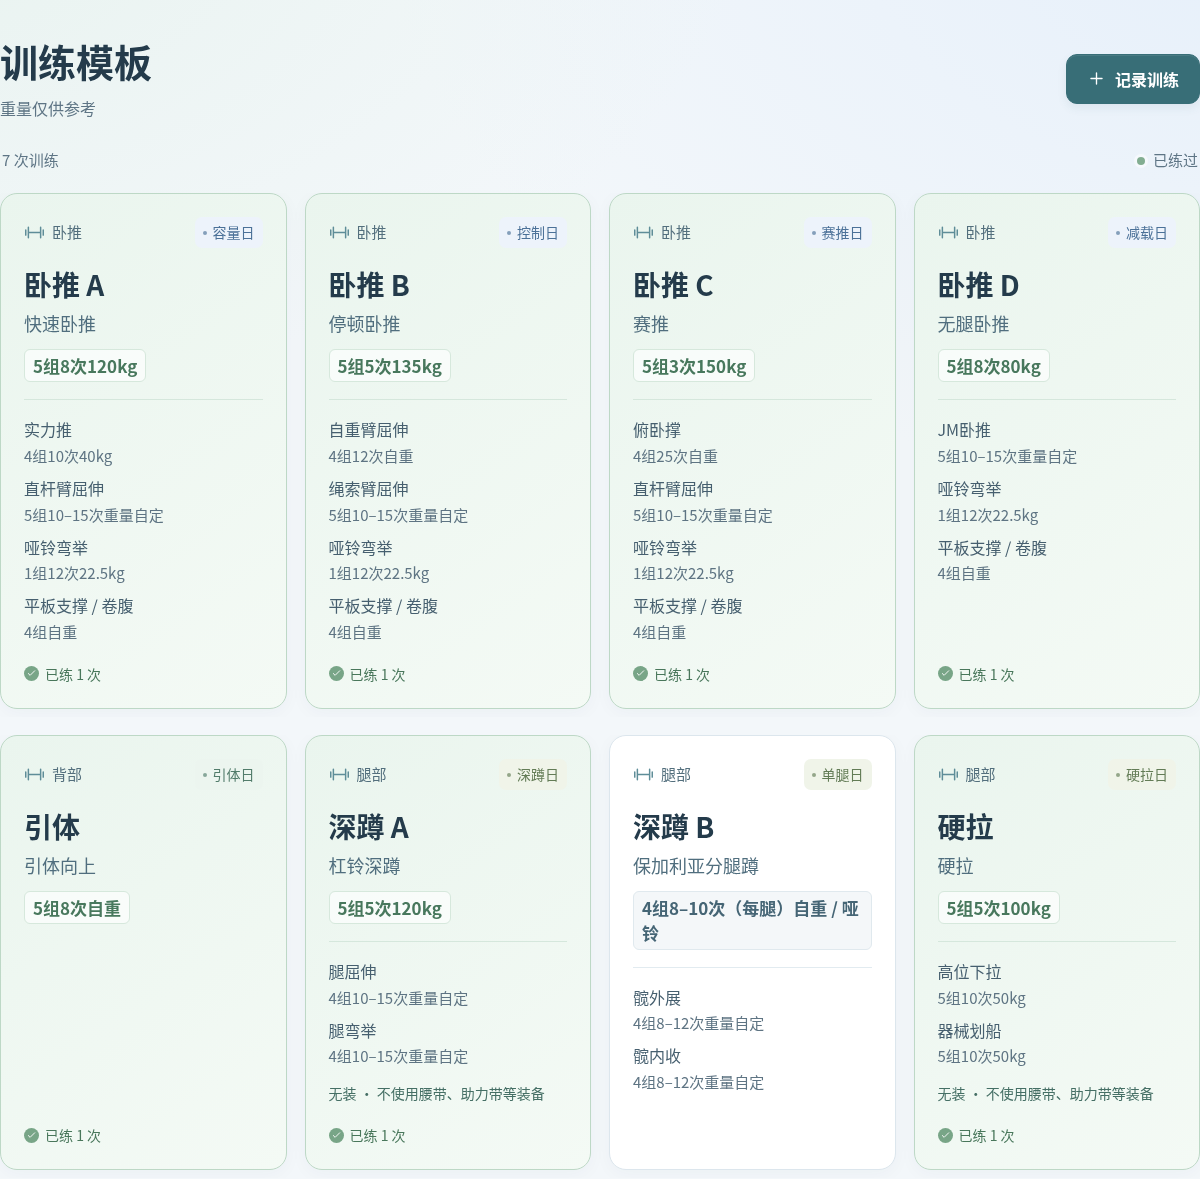 训练模板
重量仅供参考
记录训练
7 次训练
已练过
卧推
容量日
卧推 A
快速卧推
5组8次120kg
实力推
4组10次40kg
直杆臂屈伸
5组10–15次重量自定
哑铃弯举
1组12次22.5kg
平板支撑 / 卷腹
4组自重
已练 1 次
卧推
控制日
卧推 B
停顿卧推
5组5次135kg
自重臂屈伸
4组12次自重
绳索臂屈伸
5组10–15次重量自定
哑铃弯举
1组12次22.5kg
平板支撑 / 卷腹
4组自重
已练 1 次
卧推
赛推日
卧推 C
赛推
5组3次150kg
俯卧撑
4组25次自重
直杆臂屈伸
5组10–15次重量自定
哑铃弯举
1组12次22.5kg
平板支撑 / 卷腹
4组自重
已练 1 次
卧推
减载日
卧推 D
无腿卧推
5组8次80kg
JM卧推
5组10–15次重量自定
哑铃弯举
1组12次22.5kg
平板支撑 / 卷腹
4组自重
已练 1 次
背部
引体日
引体
引体向上
5组8次自重
已练 1 次
腿部
深蹲日
深蹲 A
杠铃深蹲
5组5次120kg
腿屈伸
4组10–15次重量自定
腿弯举
4组10–15次重量自定
无装 · 不使用腰带、助力带等装备
已练 1 次
腿部
单腿日
深蹲 B
保加利亚分腿蹲
4组8–10次（每腿）自重 / 哑
铃
髋外展
4组8–12次重量自定
髋内收
4组8–12次重量自定
腿部
硬拉日
硬拉
硬拉
5组5次100kg
高位下拉
5组10次50kg
器械划船
5组10次50kg
无装 · 不使用腰带、助力带等装备
已练 1 次